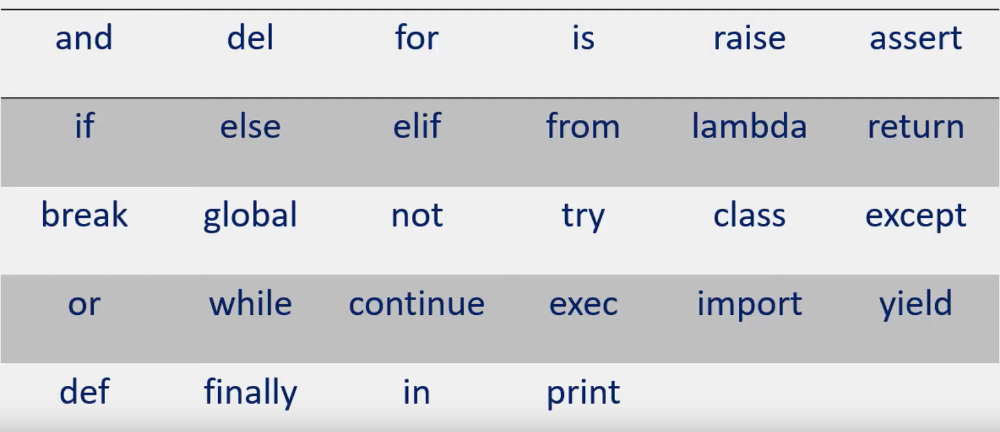 and del for is raise assert
if else elif from lambda return
break global not try class except
or while continue exec import yield
def finally in print